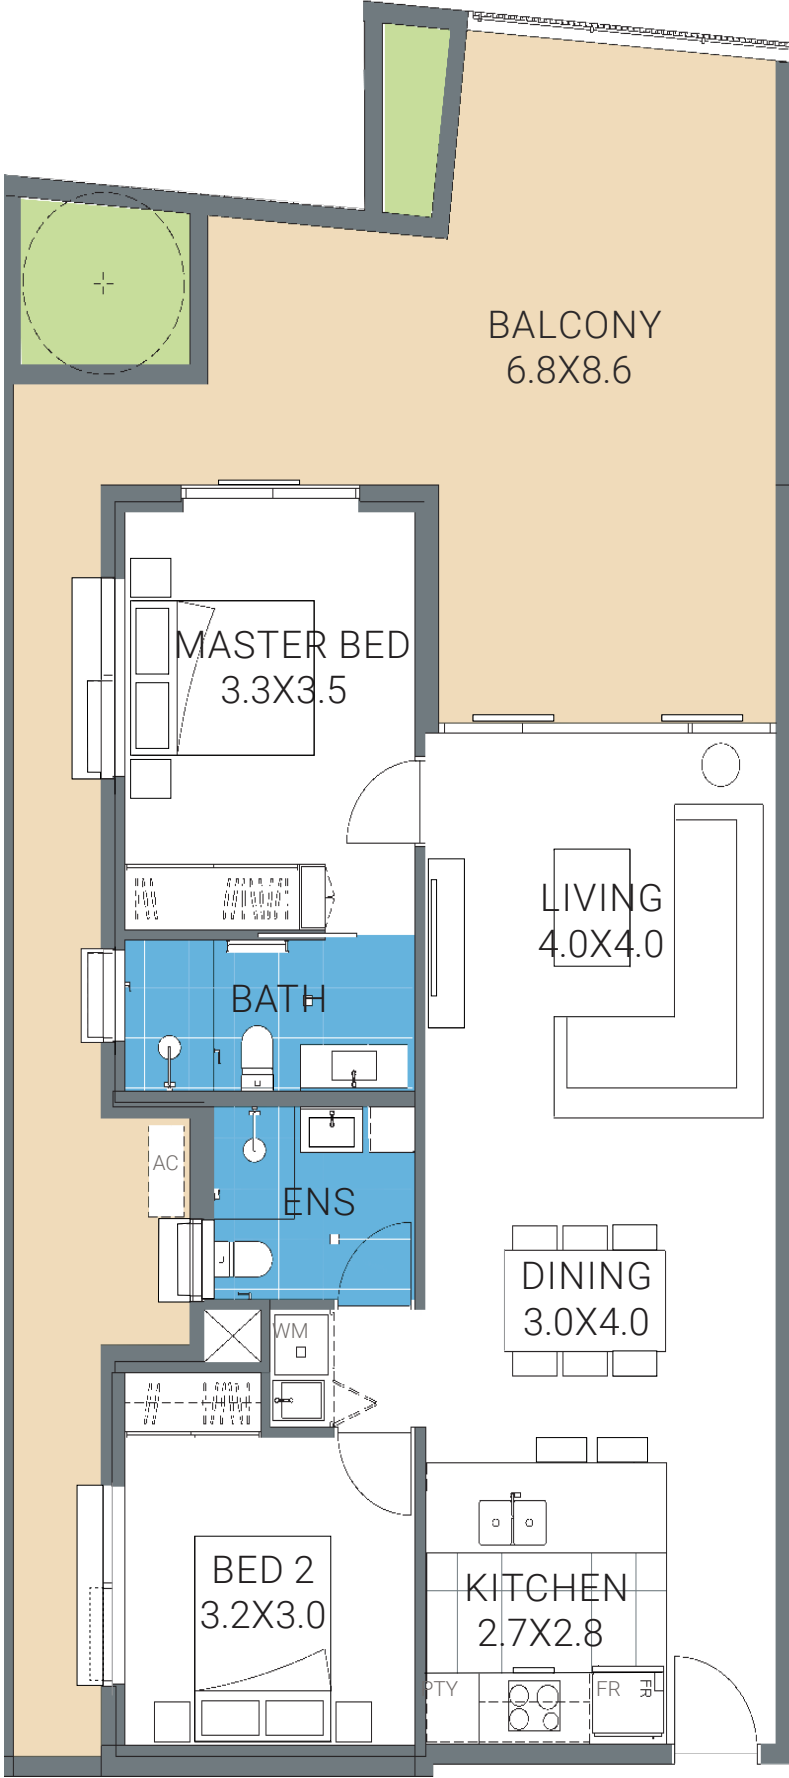 BALCONY
6.8X8.6
MASTER BED
3.3X3.5
LIVING
4.0X4.0
BATH
AC
ENS
DINING
3.0X4.0
WM
BED 2
3.2X3.0
KITCHEN
2.7X2.8
PTY
FR
FR